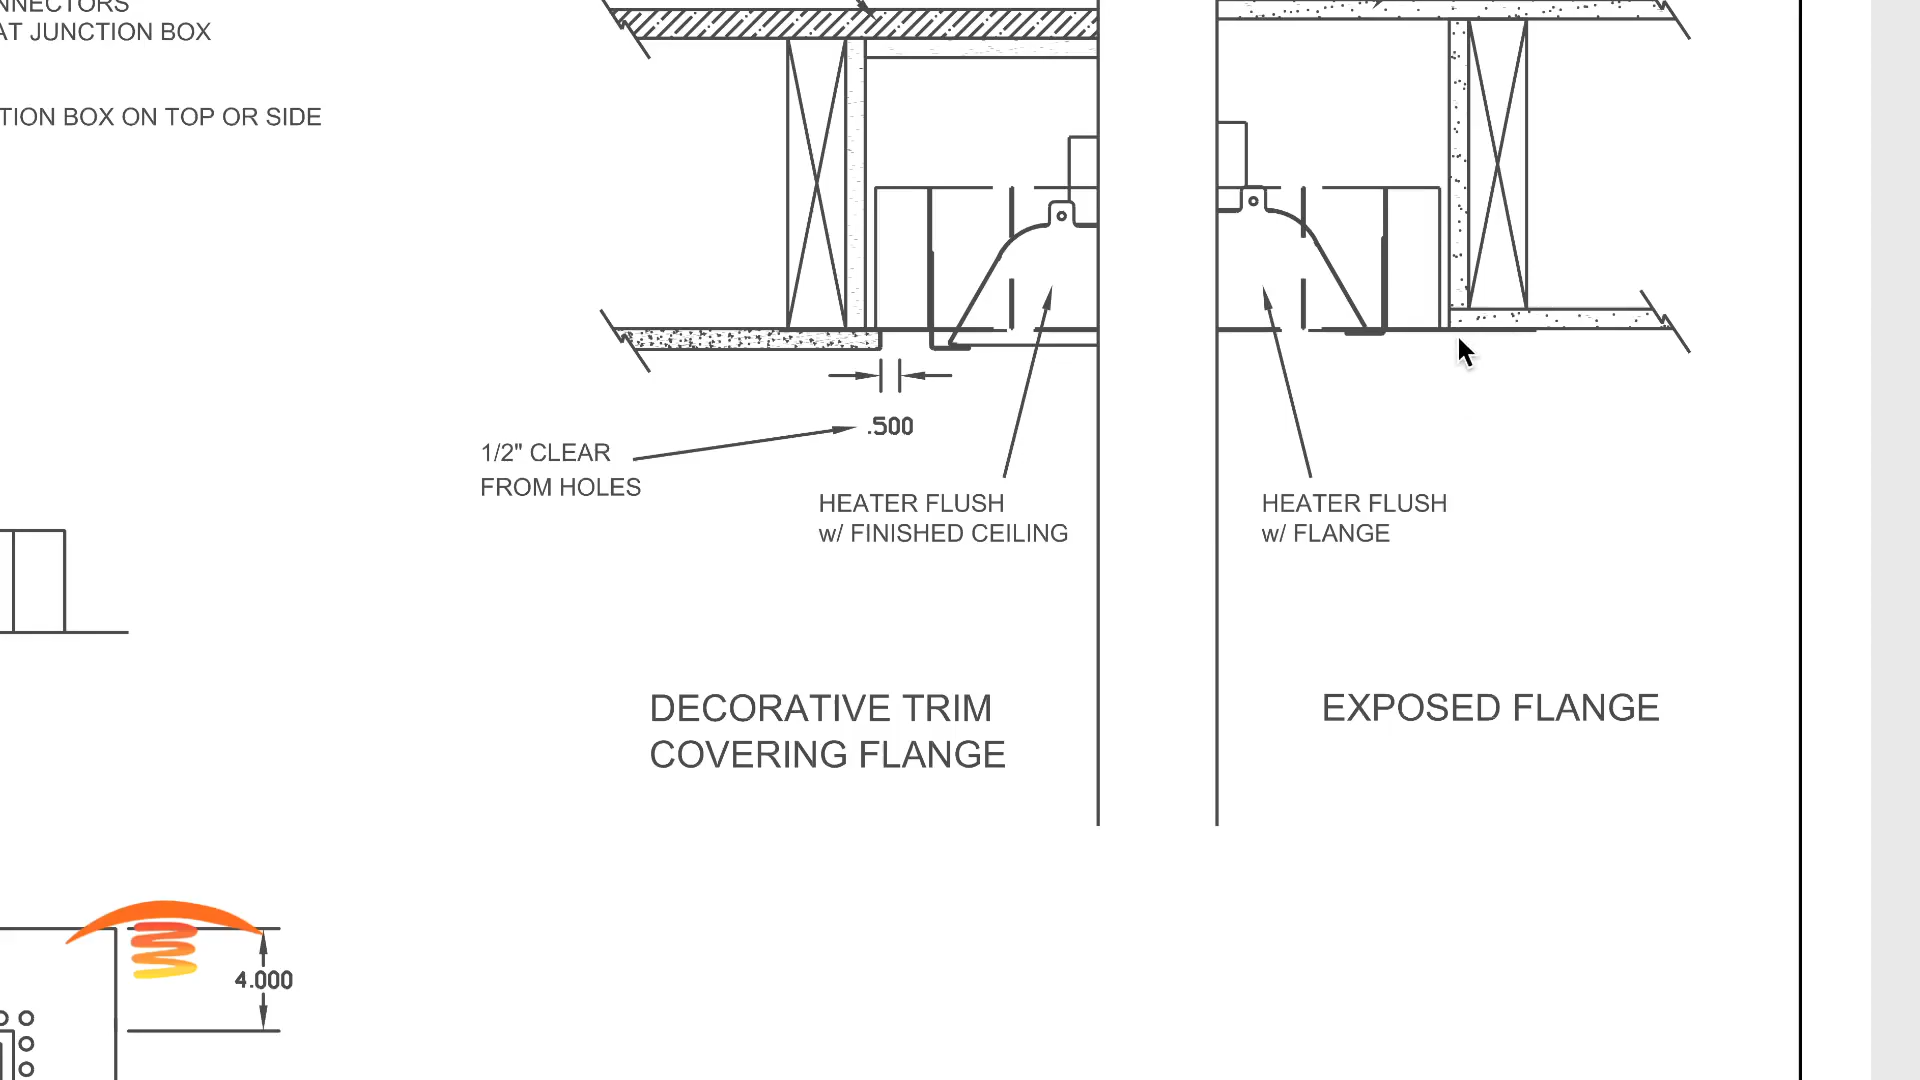 AT JUNCTION BOX
TION BOX ON TOP OR SIDE
.500
1/2" CLEAR
FROM HOLES
HEATER FLUSH
w/ FINISHED CEILING
HEATER FLUSH
w/ FLANGE
DECORATIVE TRIM
COVERING FLANGE
EXPOSED FLANGE
4.000